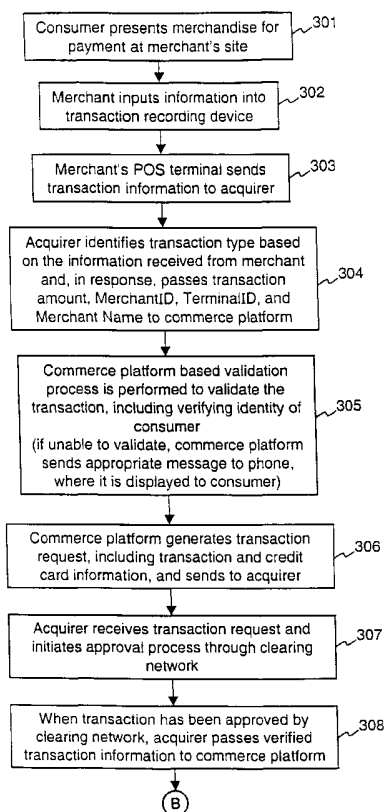 Consumer presents merchandise for
payment at merchant's site
301
Merchant inputs information into
transaction recording device
302
Merchant's POS terminal sends
transaction information to acquirer
303
Acquirer identifies transaction type based
on the information received from merchant
and, in response, passes transaction
amount, MerchantID, TerminalID, and
Merchant Name to commerce platform
304
Commerce platform based validation
process is performed to validate the
transaction, including verifying identity of
consumer
(if unable to validate, commerce platform
sends appropriate message to phone,
where it is displayed to consumer)
305
Commerce platform generates transaction
request, including transaction and credit
card information, and sends to acquirer
306
Acquirer receives transaction request and
initiates approval process through clearing
network
307
When transaction has been approved by
clearing network, acquirer passes verified
transaction information to commerce platform
308
B